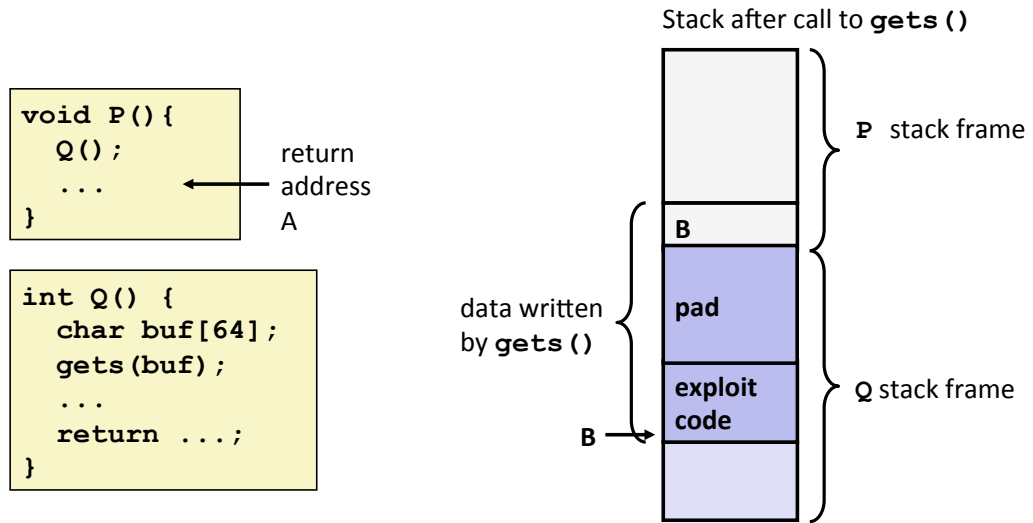 Stack after call to gets()
void P(){
  Q();
  ...
}
return
address
A
int Q() {
  char buf[64];
  gets(buf);
  ...
  return ...;
}
P stack frame
B
data written
by gets()
pad
exploit
code
B
Q stack frame